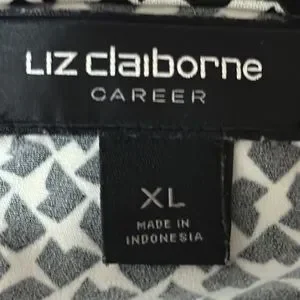 Liz claiborne
CAREER
XL
MADE IN
INDONESIA